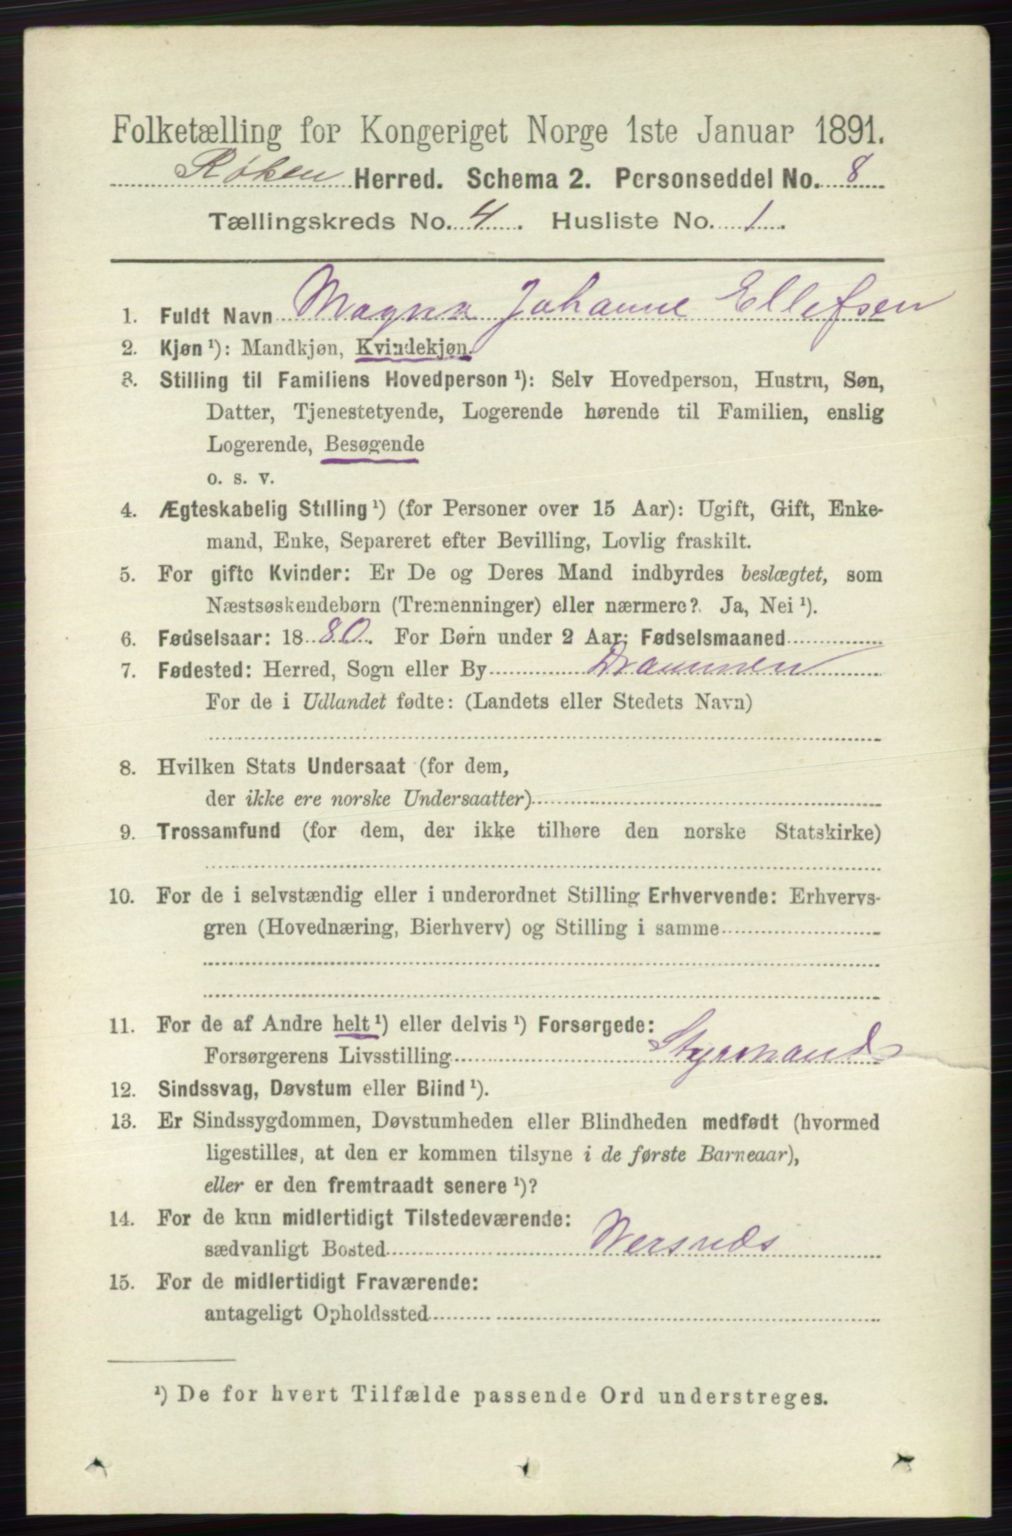 Folketælling for Kongeriget Norge 1ste Januar 1891.
Røken Herred. Schema 2. Personseddel No. 8
Tællingskreds No. 4. Husliste No. 1.
1. Fuldt Navn Magna Johanne Ellefsen
2. Kjøn ¹): Mandkjøn, Kvindekjøn.
3. Stilling til Familiens Hovedperson ¹): Selv Hovedperson, Hustru, Søn,
Datter, Tjenestetyende, Logerende hørende til Familien, enslig
Logerende, Besøgende
o. s. v.
4. Ægteskabelig Stilling ¹) (for Personer over 15 Aar): Ugift, Gift, Enke-
mand, Enke, Separeret efter Bevilling, Lovlig fraskilt.
5. For gifte Kvinder: Er De og Deres Mand indbyrdes beslægtet, som
Næstsøskendebørn (Tremenninger) eller nærmere? Ja, Nei ¹).
6. Fødselsaar: 1880. For Børn under 2 Aar: Fødselsmaaned
7. Fødested: Herred, Sogn eller By Drammen
For de i Udlandet fødte: (Landets eller Stedets Navn)
8. Hvilken Stats Undersaat (for dem,
der ikke ere norske Undersaatter)
9. Trossamfund (for dem, der ikke tilhøre den norske Statskirke)
10. For de i selvstændig eller i underordnet Stilling Erhvervende: Erhvervs-
gren (Hovednæring, Bierhverv) og Stilling i samme
11. For de af Andre helt ¹) eller delvis ¹) Forsørgede:
Forsørgerens Livsstilling Styrmand
12. Sindssvag, Døvstum eller Blind ¹).
13. Er Sindssygdommen, Døvstumheden eller Blindheden medfødt (hvormed
ligestilles, at den er kommen tilsyne i de første Barneaar),
eller er den fremtraadt senere ¹)?
14. For de kun midlertidigt Tilstedeværende:
sædvanligt Bosted Wersnæs
15. For de midlertidigt Fraværende:
antageligt Opholdssted
¹) De for hvert Tilfælde passende Ord understreges.